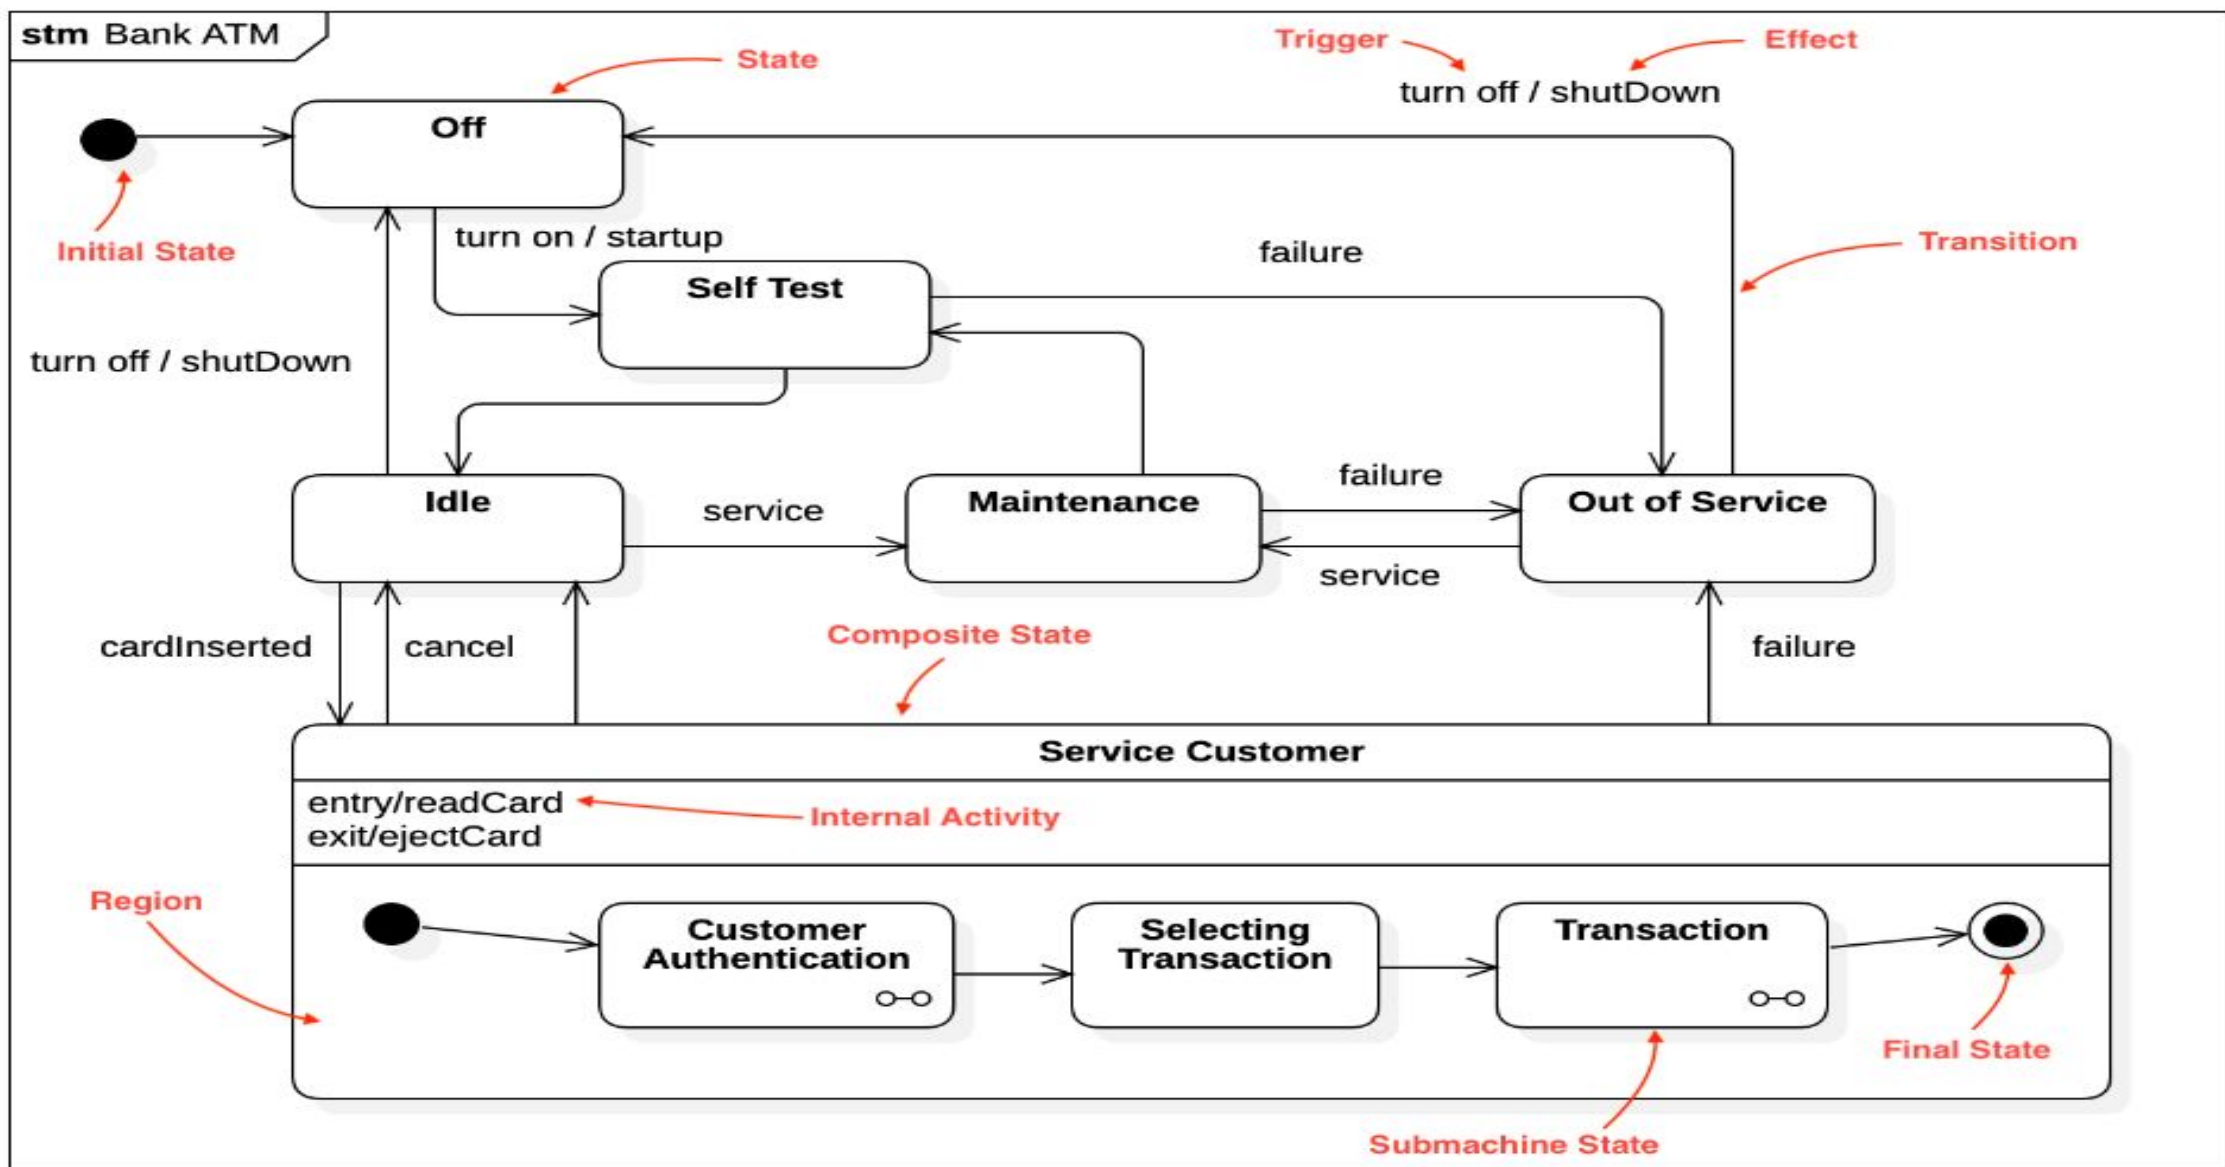 stm Bank ATM
Trigger
Effect
State
turn off / shutDown
Off
Initial State
turn on / startup
failure
Transition
Self Test
turn off / shutDown
Idle
service
Maintenance
failure
Out of Service
service
cardInserted
cancel
Composite State
failure
Service Customer
entry/readCard
Internal Activity
exit/ejectCard
Region
Customer
Authentication
Selecting
Transaction
Transaction
Final State
Submachine State